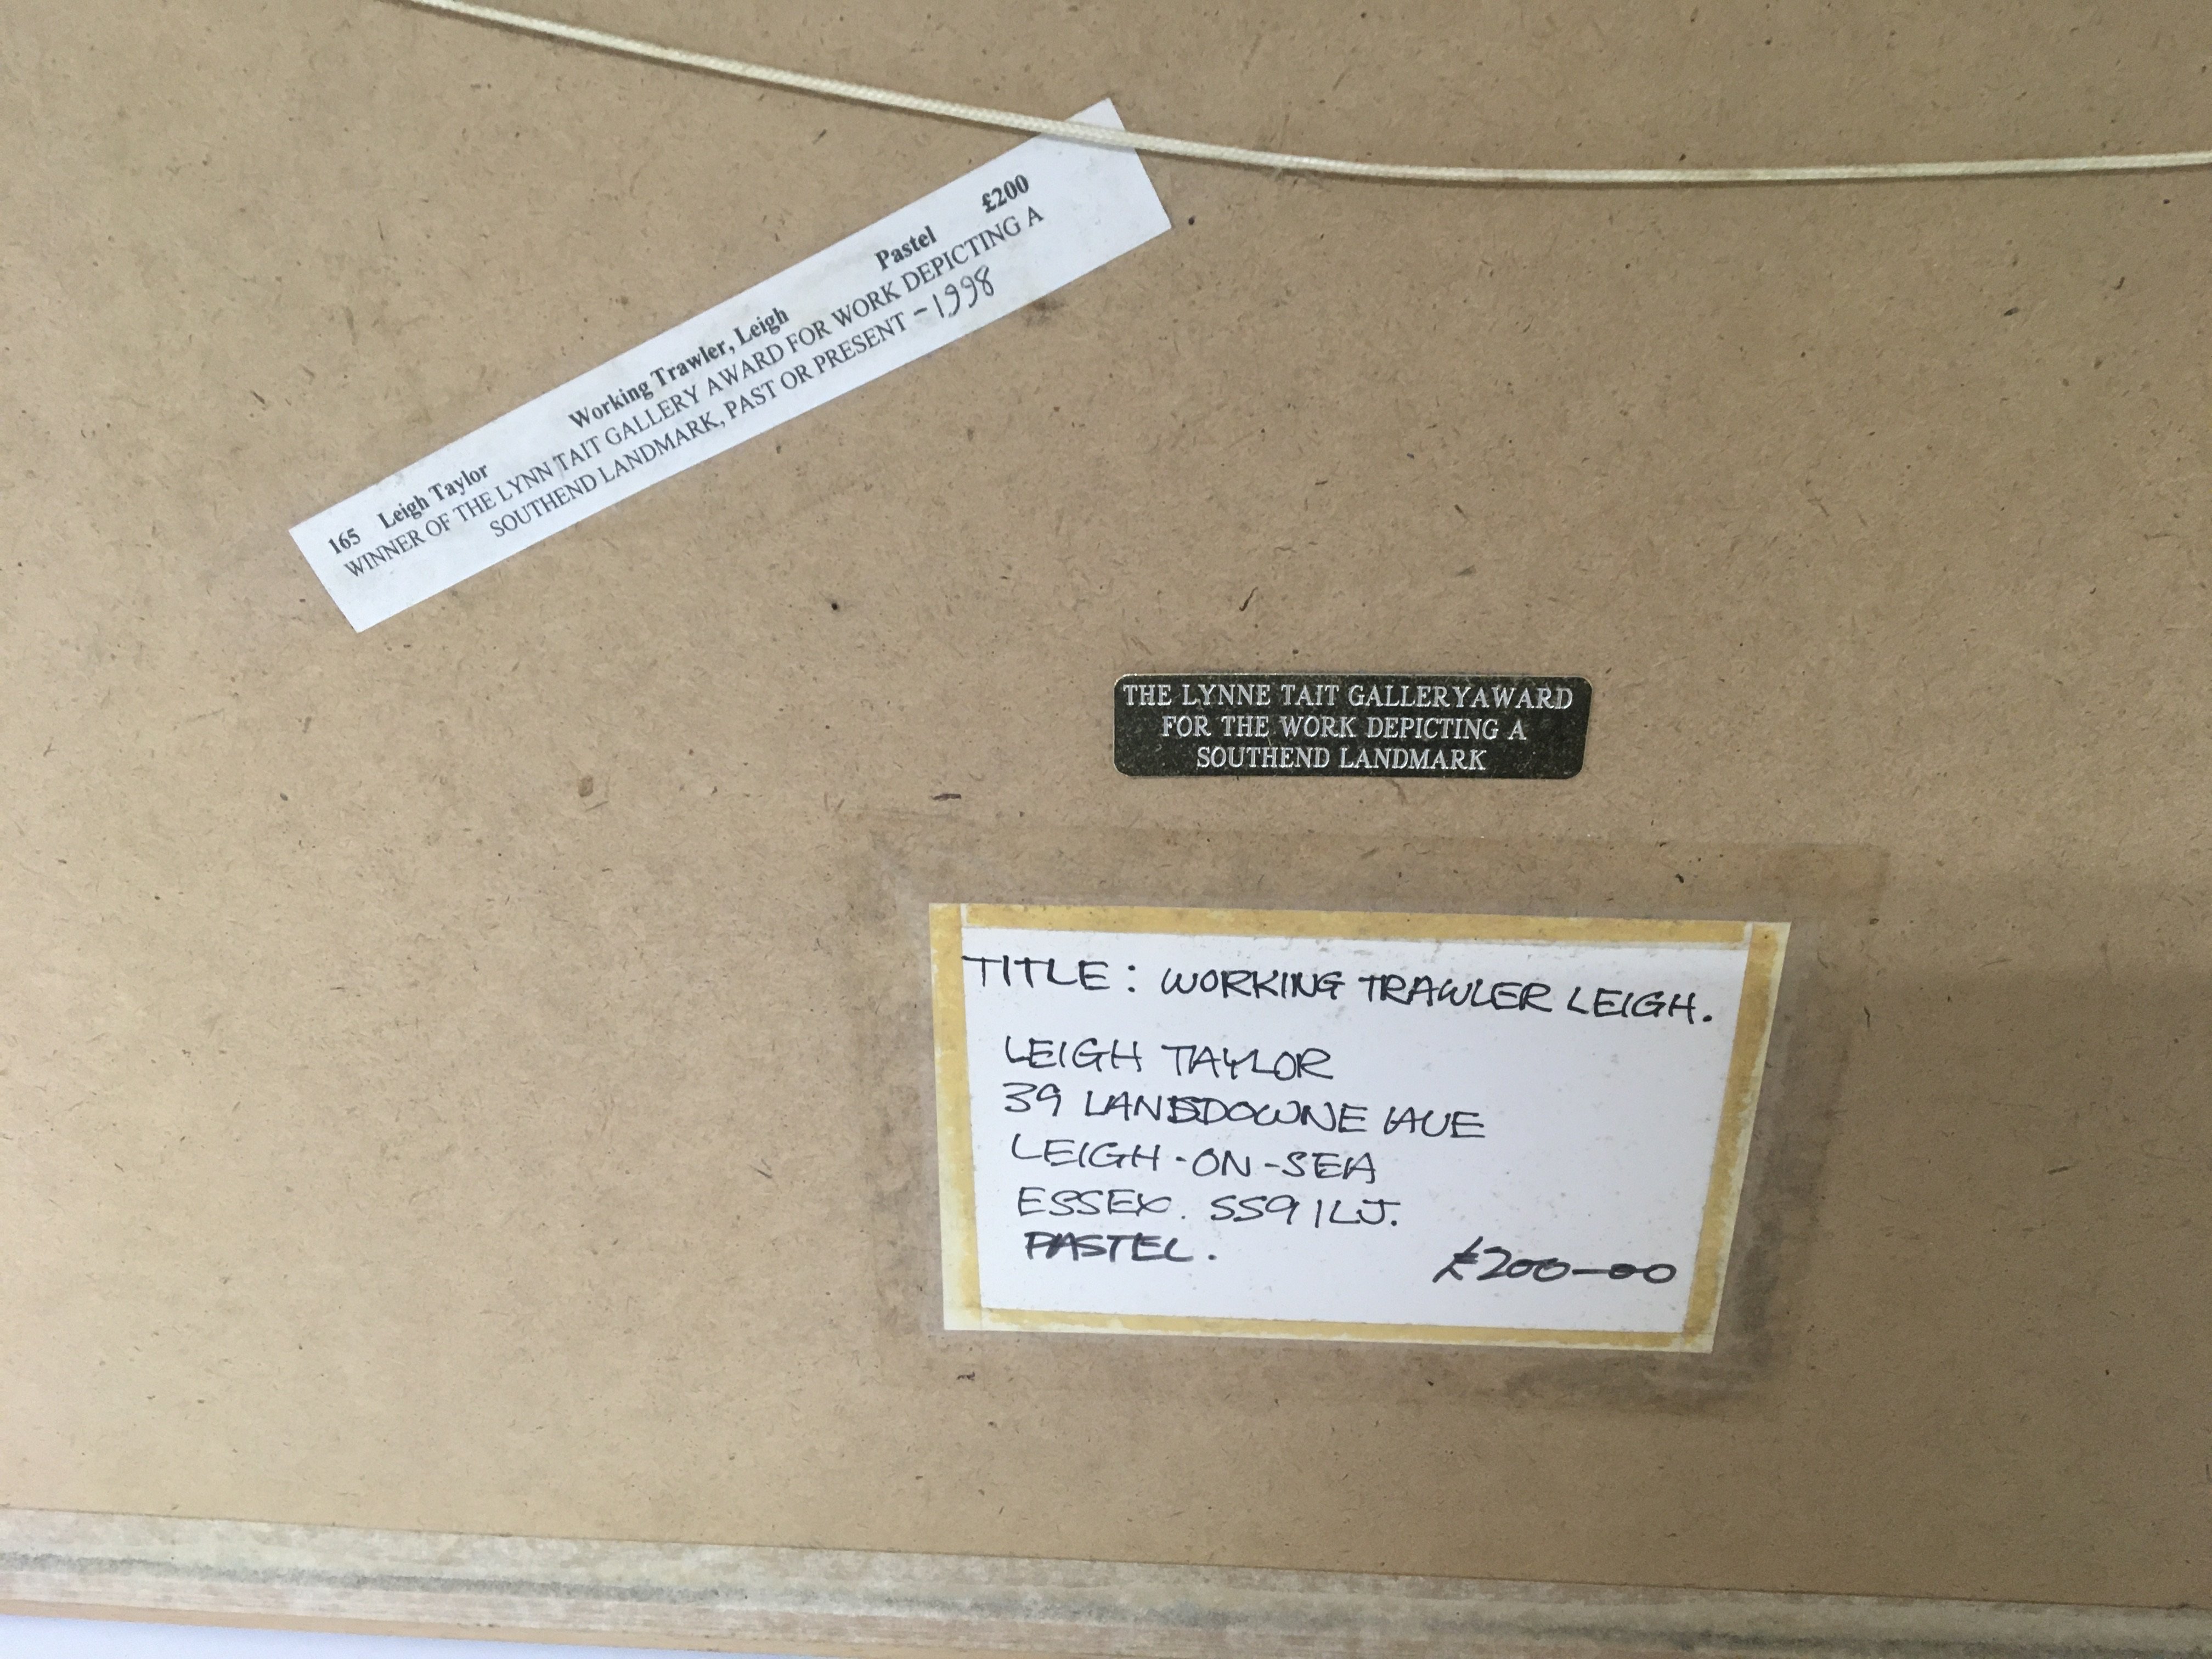 165 Leigh Taylor Working Trawler, Leigh Pastel £200
WINNER OF THE LYNN TAIT GALLERY AWARD FOR WORK DEPICTING A
SOUTHEND LANDMARK, PAST OR PRESENT - 1998
THE LYNNE TAIT GALLERYAWARD
FOR THE WORK DEPICTING A
SOUTHEND LANDMARK
TITLE: WORKING TRAWLER LEIGH.
LEIGH TAYLOR
39 LANSDOWNE AVE
LEIGH-ON-SEA
ESSEX. SS9 1LJ.
PASTEL.
£200-00